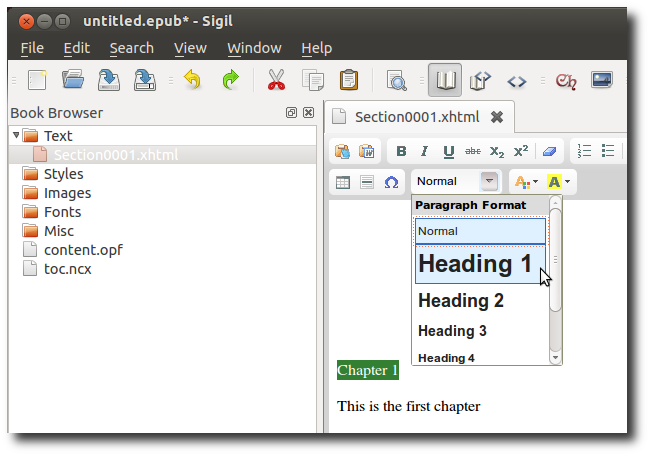 untitled.epub* - Sigil
File Edit Search View Window Help
Book Browser
Section0001.xhtml
Text
Section0001.xhtml
Styles
Images
Fonts
Misc
content.opf
toc.ncx
B I U abc X₂ X²
Normal
Paragraph Format
Normal
Heading 1
Heading 2
Heading 3
Heading 4
Chapter 1
This is the first chapter